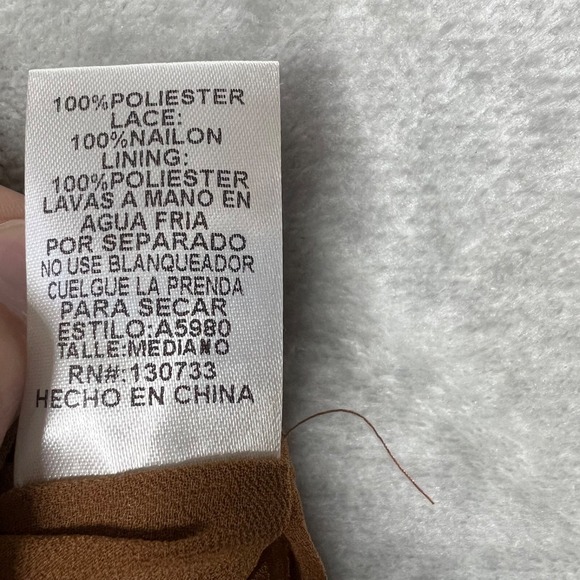 100%POLIESTER
LACE:
100%NAILON
LINING:
100%POLIESTER
LAVAS A MANO EN
AGUA FRIA
POR SEPARADO
NO USE BLANQUEADOR
CUELGUE LA PRENDA
PARA SECAR
ESTILO:A5980
TALLE:MEDIANO
RN#:130733
HECHO EN CHINA